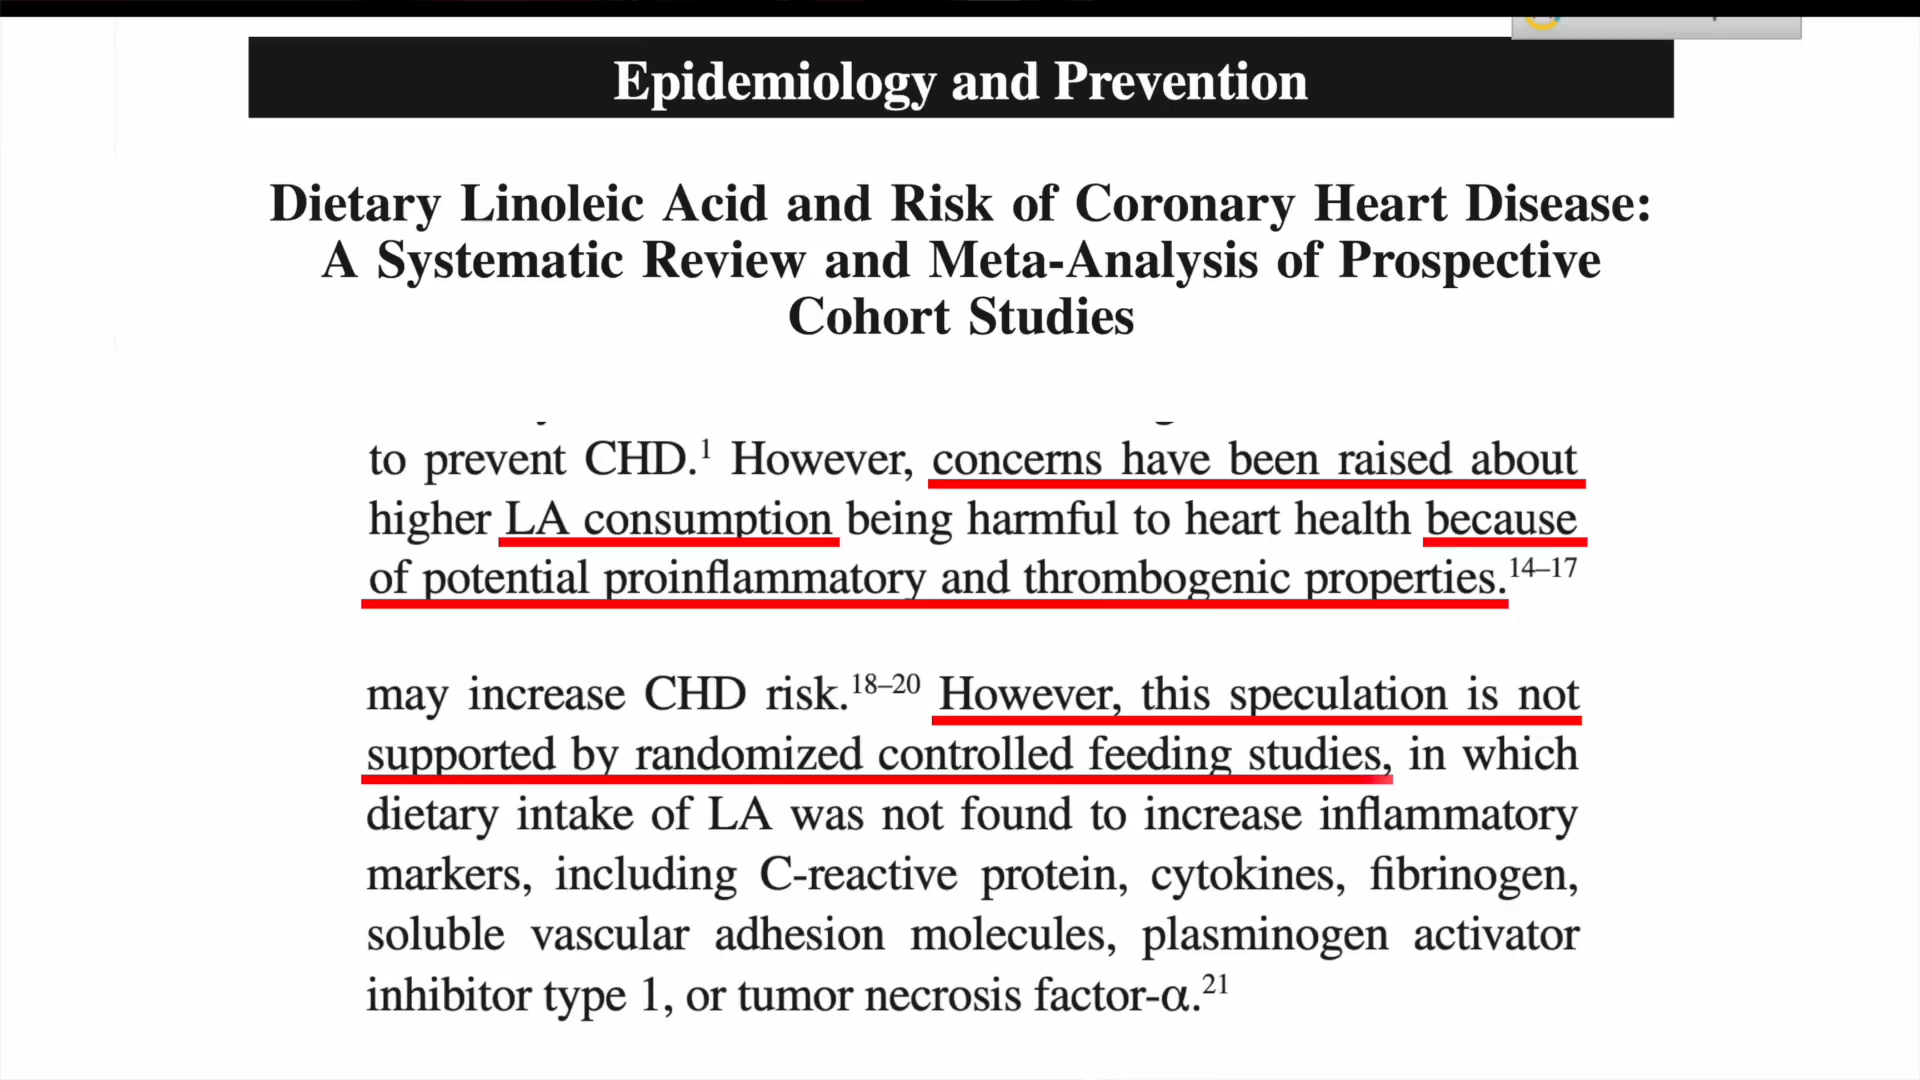 Epidemiology and Prevention
Dietary Linoleic Acid and Risk of Coronary Heart Disease:
A Systematic Review and Meta-Analysis of Prospective
Cohort Studies
to prevent CHD.¹ However, concerns have been raised about
higher LA consumption being harmful to heart health because
of potential proinflammatory and thrombogenic properties.¹⁴⁻¹⁷
may increase CHD risk.¹⁸⁻²⁰ However, this speculation is not
supported by randomized controlled feeding studies, in which
dietary intake of LA was not found to increase inflammatory
markers, including C-reactive protein, cytokines, fibrinogen,
soluble vascular adhesion molecules, plasminogen activator
inhibitor type 1, or tumor necrosis factor-α.²¹